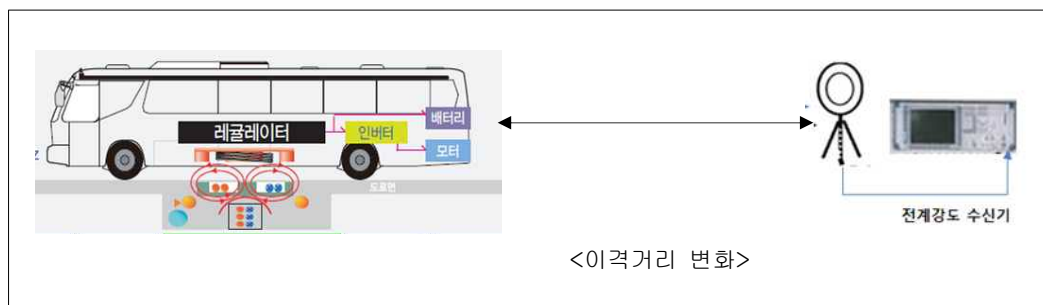 레귤레이터
인버터
배터리
모터
도로면
전계강도 수신기
<이격거리 변화>